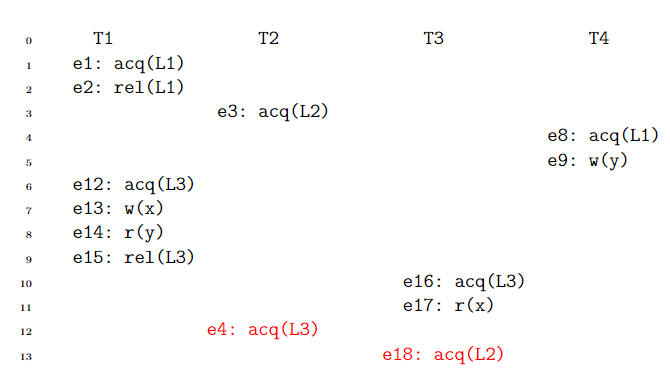 0 T1 T2 T3 T4
1 e1: acq(L1)
2 e2: rel(L1)
3 e3: acq(L2)
4 e8: acq(L1)
5 e9: w(y)
6 e12: acq(L3)
7 e13: w(x)
8 e14: r(y)
9 e15: rel(L3)
10 e16: acq(L3)
11 e17: r(x)
12 e4: acq(L3)
13 e18: acq(L2)